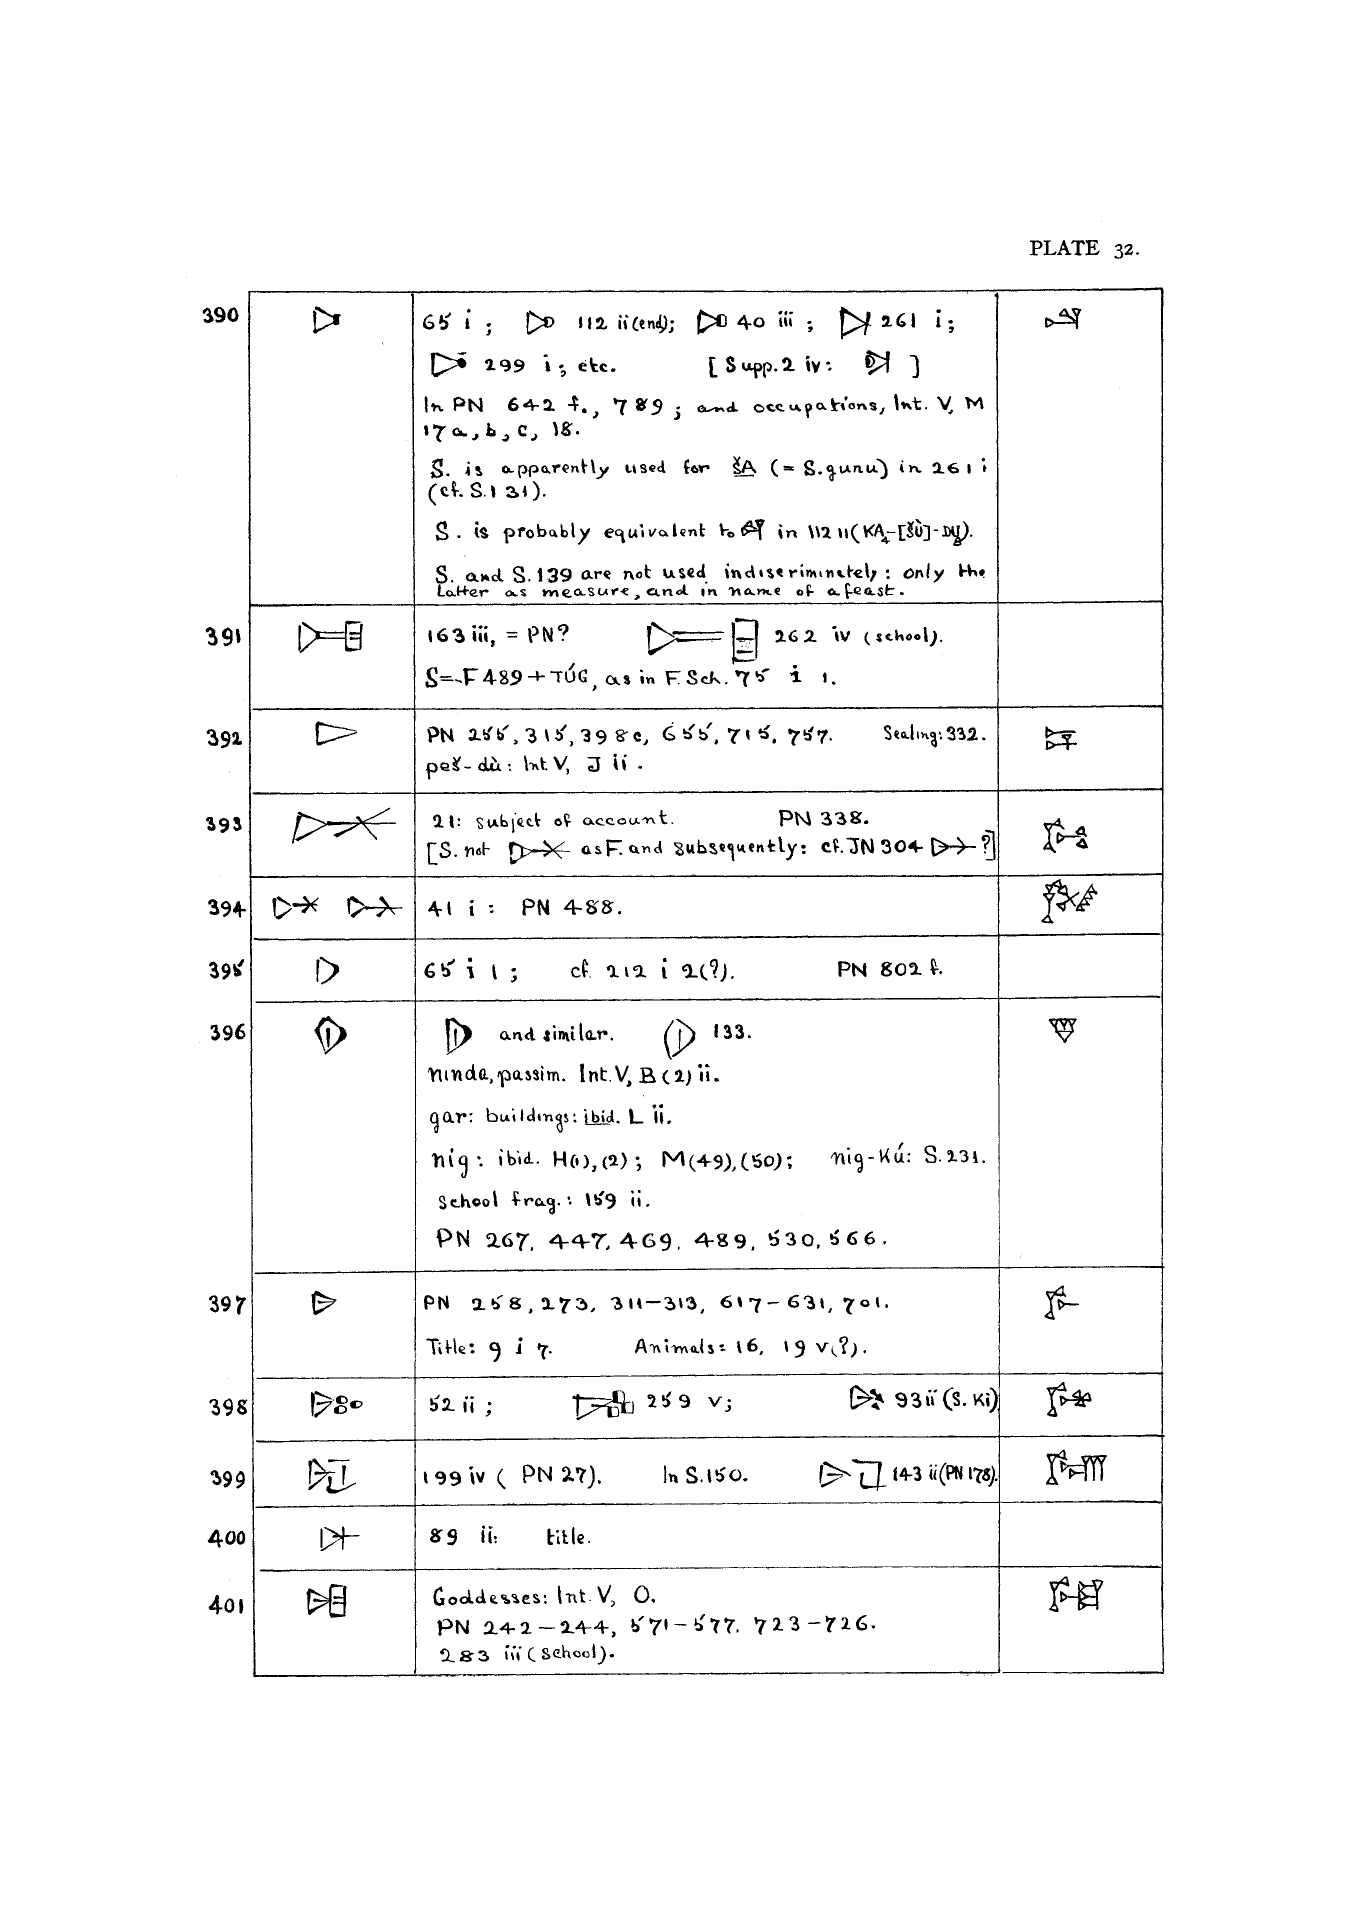 PLATE 32.
390 65 i ; 112 ii (end); 40 iii ; 261 i ;
299 i ; etc. [Supp. 2 iv: ]
In PN 642 f., 789 ; and occupations, Int. V, M
17 a, b, c, 18.
S. is apparently used for ŠA (= S. gunu) in 261 i
(cf. S. 131).
S. is probably equivalent to in 112 ii (KA-[ŠÙ]- ).
S. and S. 139 are not used indiscriminately : only the
latter as measure, and in name of a feast.
391 163 iii, = PN? 262 iv (school).
S = F 489 + TÚG, as in F. Sch. 75 i 1.
392 PN 255, 315, 398c, 655, 715, 757. Sealing: 332.
peš-dù : Int V, J ii .
393 21: subject of account. PN 338.
[S. not as F. and subsequently: cf. JN 304 ?]
394 41 i : PN 488.
395 65 i 1 ; cf. 212 i 2(?). PN 802 f.
396 and similar. 133.
ninda, passim. Int. V, B (2) ii.
gar: buildings: ibid. L ii.
níg : ibid. H(1), (2) ; M(49), (50); nig-Kú: S. 231.
School frag. : 159 ii.
PN 267, 447, 469, 489, 530, 566.
397 PN 258, 273, 311–313, 617–631, 701.
Title: 9 i 7. Animals: 16, 19 v(?).
398 52 ii ; 259 v ; 93 ii (S. Ki)
399 199 iv ( PN 27). In S. 150. 143 ii (PN 178).
400 89 ii: title.
401 Goddesses: Int. V, O.
PN 242–244, 571–577, 723–726.
283 iii (School).